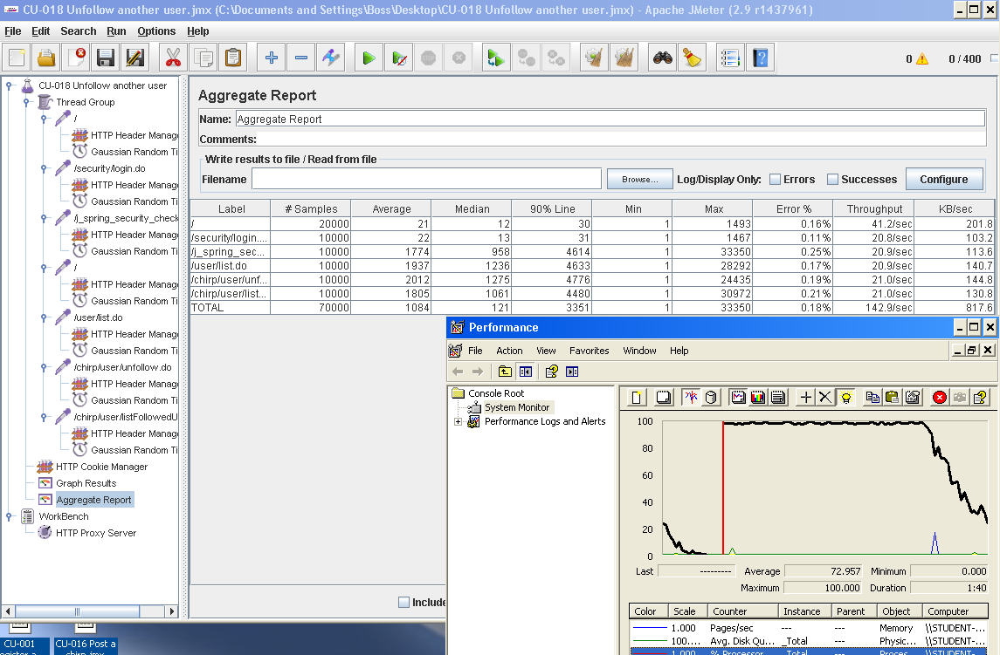 CU-018 Unfollow another user.jmx (C:\Documents and Settings\Boss\Desktop\CU-018 Unfollow another user.jmx) - Apache JMeter (2.9 r1437961)
File Edit Search Run Options Help
0 0 / 400
CU-018 Unfollow another user
Thread Group
/
HTTP Header Manag
Gaussian Random Ti
/security/login.do
HTTP Header Manag
Gaussian Random Ti
/j_spring_security_check
HTTP Header Manag
Gaussian Random Ti
/
HTTP Header Manag
Gaussian Random Ti
/user/list.do
HTTP Header Manag
Gaussian Random Ti
/chirp/user/unfollow.do
HTTP Header Manag
Gaussian Random Ti
/chirp/user/listFollowedU
HTTP Header Manag
Gaussian Random Ti
HTTP Cookie Manager
Graph Results
Aggregate Report
WorkBench
HTTP Proxy Server
Aggregate Report
Name: Aggregate Report
Comments:
Write results to file / Read from file
Filename Browse... Log/Display Only: Errors Successes Configure
Label # Samples Average Median 90% Line Min Max Error % Throughput KB/sec
/ 20000 21 12 30 1 1493 0.16% 41.2/sec 201.8
/security/login.... 10000 22 13 31 1 1467 0.11% 20.8/sec 103.2
/j_spring_sec... 10000 1774 958 4614 1 33350 0.25% 20.9/sec 113.6
/user/list.do 10000 1937 1236 4633 1 28292 0.17% 20.9/sec 140.7
/chirp/user/unf... 10000 2012 1275 4776 1 24435 0.19% 21.0/sec 144.8
/chirp/user/list... 10000 1805 1061 4480 1 30972 0.21% 21.0/sec 130.8
TOTAL 70000 1084 121 3351 1 33350 0.18% 142.9/sec 817.6
Include
Performance
File Action View Favorites Window Help
Console Root
System Monitor
Performance Logs and Alerts
100
80
60
40
20
0
Last --------- Average 72.957 Minimum 0.000
Maximum 100.000 Duration 1:40
Color Scale Counter Instance Parent Object Computer
1.000 Pages/sec --- --- Memory \\STUDENT-...
100.... Avg. Disk Qu... _Total --- Physic... \\STUDENT-...
1.000 % Processor _Total --- Proces \\STUDENT-
CU-001
CU-016 Post a
chirp.jmx